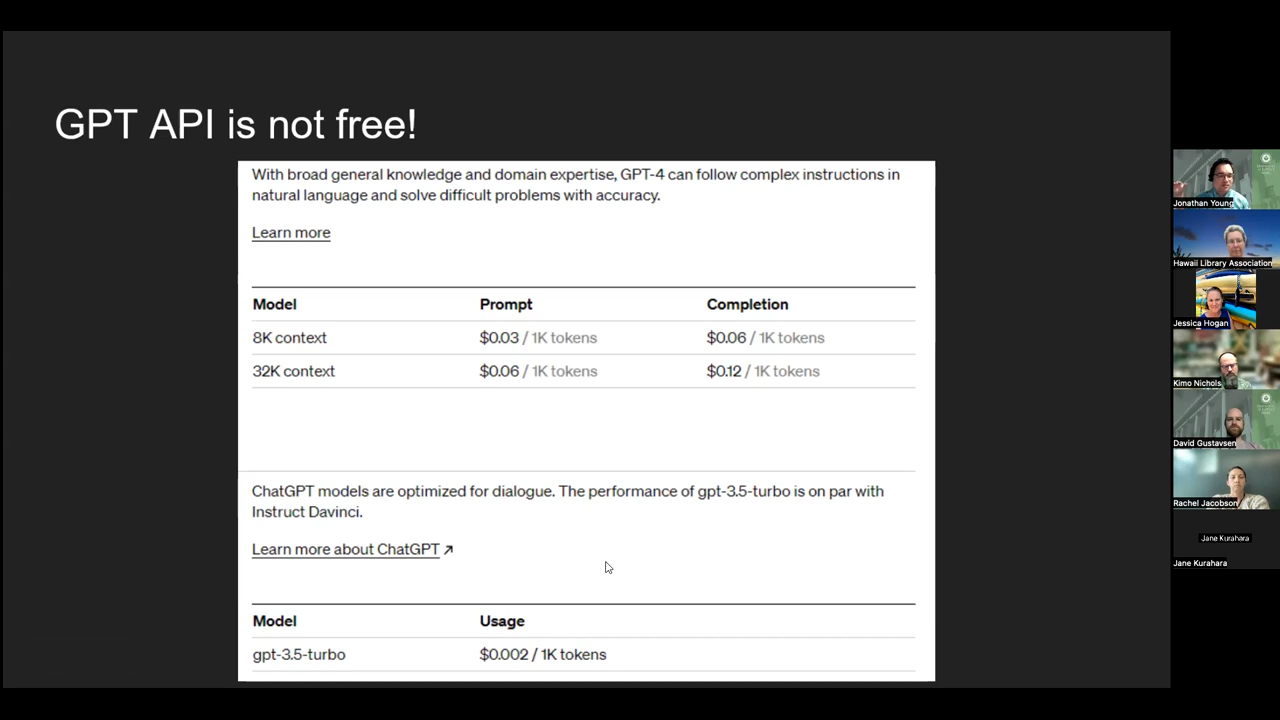 GPT API is not free!
With broad general knowledge and domain expertise, GPT-4 can follow complex instructions in
natural language and solve difficult problems with accuracy.
Learn more
Model Prompt Completion
8K context $0.03 / 1K tokens $0.06 / 1K tokens
32K context $0.06 / 1K tokens $0.12 / 1K tokens
ChatGPT models are optimized for dialogue. The performance of gpt-3.5-turbo is on par with
Instruct Davinci.
Learn more about ChatGPT ↗
Model Usage
gpt-3.5-turbo $0.002 / 1K tokens
Jonathan Young
Hawaii Library Association
Jessica Hogan
Kimo Nichols
David Gustavsen
Rachel Jacobson
Jane Kurahara
Jane Kurahara